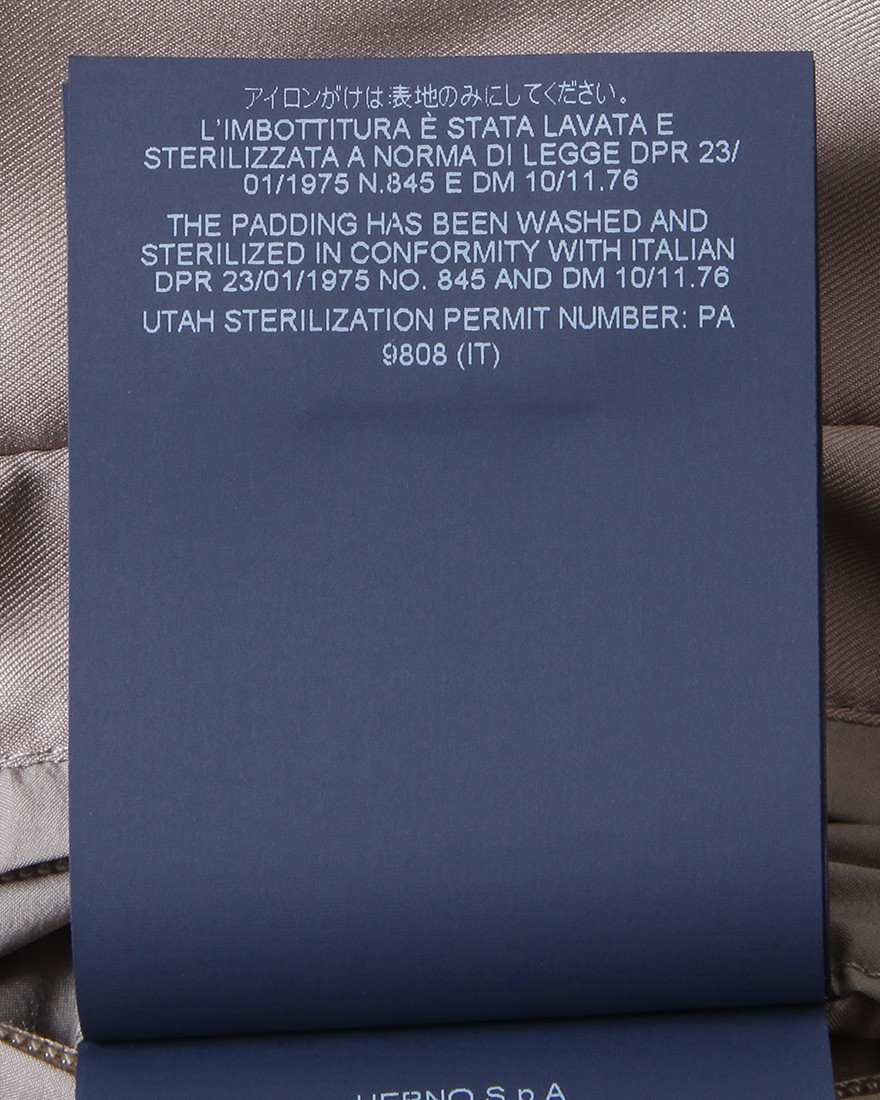 アイロンがけは表地のみにしてください。
L'IMBOTTITURA È STATA LAVATA E
STERILIZZATA A NORMA DI LEGGE DPR 23/
01/1975 N.845 E DM 10/11.76
THE PADDING HAS BEEN WASHED AND
STERILIZED IN CONFORMITY WITH ITALIAN
DPR 23/01/1975 NO. 845 AND DM 10/11.76
UTAH STERILIZATION PERMIT NUMBER: PA
9808 (IT)
HERNO S.p.A